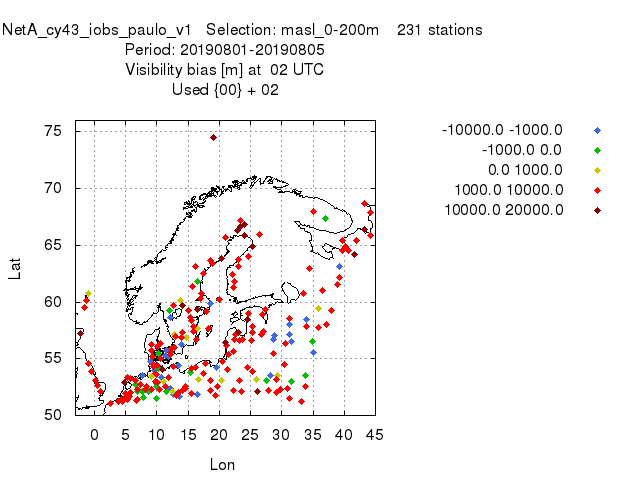 NetA_cy43_iobs_paulo_v1 Selection: masl_0-200m 231 stations
Period: 20190801-20190805
Visibility bias [m] at 02 UTC
Used {00} + 02
-10000.0 -1000.0
-1000.0 0.0
0.0 1000.0
1000.0 10000.0
10000.0 20000.0
75
70
65
60
55
50
Lat
0 5 10 15 20 25 30 35 40 45
Lon